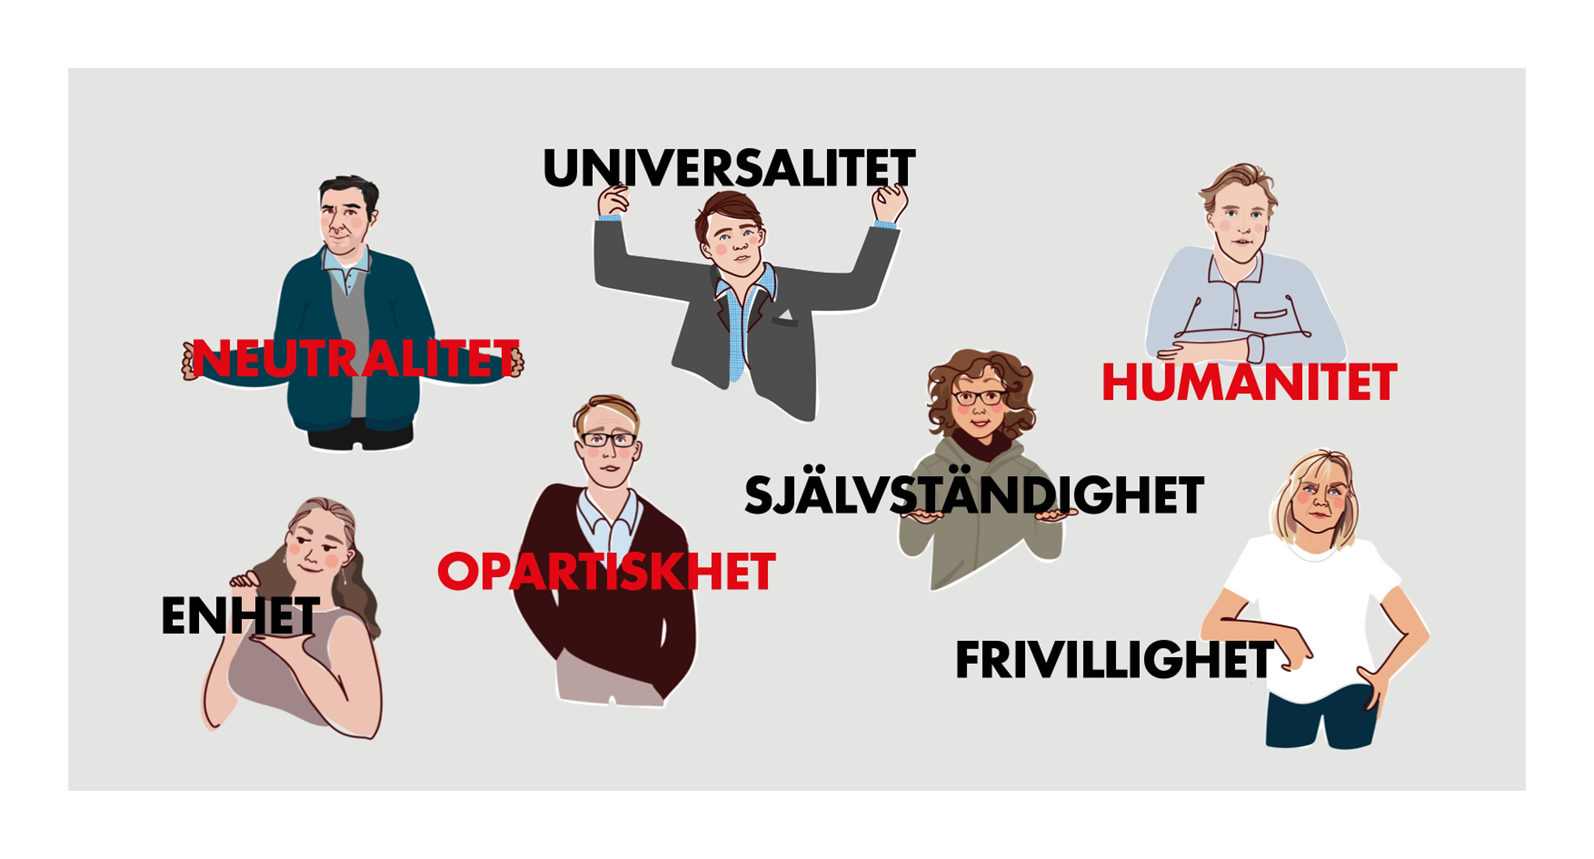 UNIVERSALITET
NEUTRALITET
HUMANITET
SJÄLVSTÄNDIGHET
OPARTISKHET
ENHET
FRIVILLIGHET